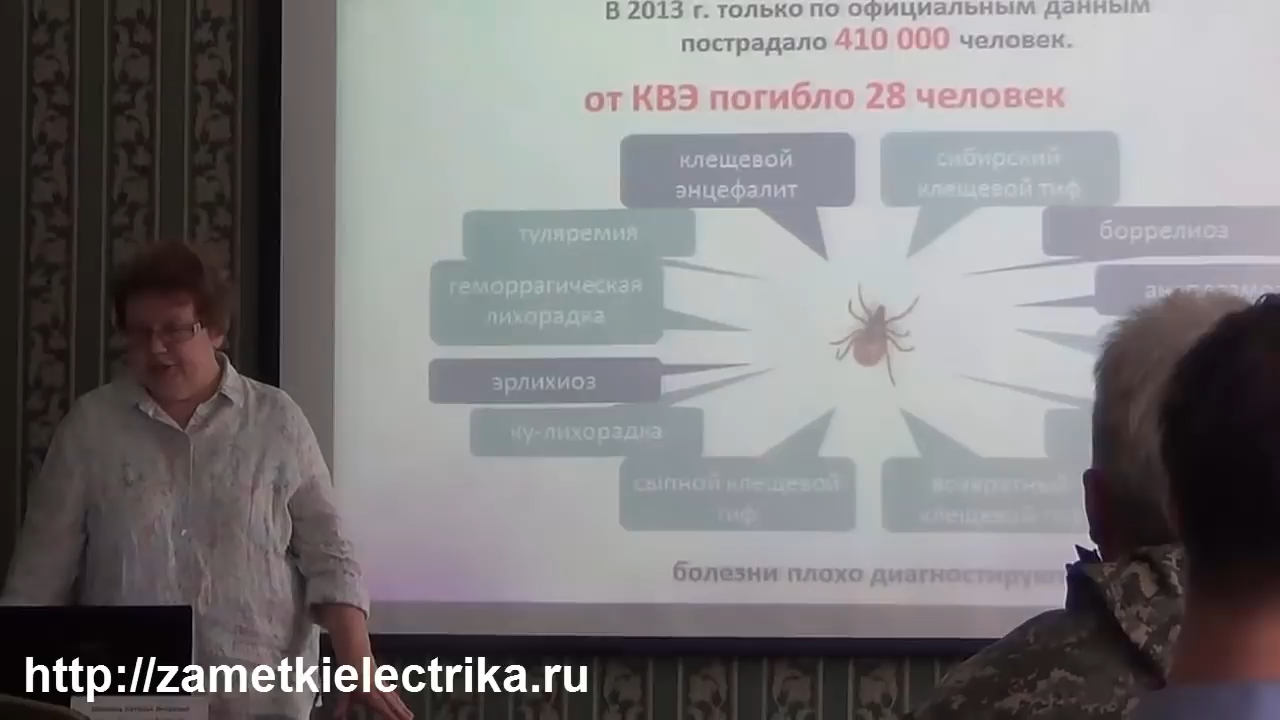 В 2013 г. только по официальным данным
пострадало 410 000 человек.
от КВЭ погибло 28 человек
клещевой
энцефалит
сибирский
клещевой тиф
туляремия
боррелиоз
геморрагическая
лихорадка
эрлихиоз
ку-лихорадка
сыпной клещевой
тиф
возвратный
клещевой
болезни плохо
http://zametkielectrika.ru